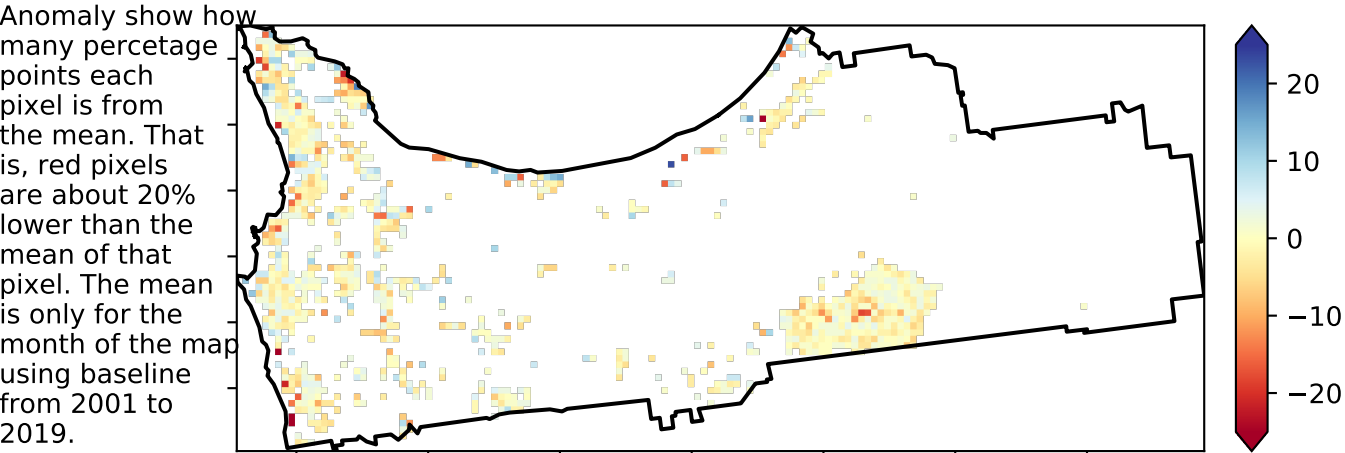 Anomaly show how
many percetage
points each
pixel is from
the mean. That
is, red pixels
are about 20%
lower than the
mean of that
pixel. The mean
is only for the
month of the map
using baseline
from 2001 to
2019.
20
10
0
−10
−20